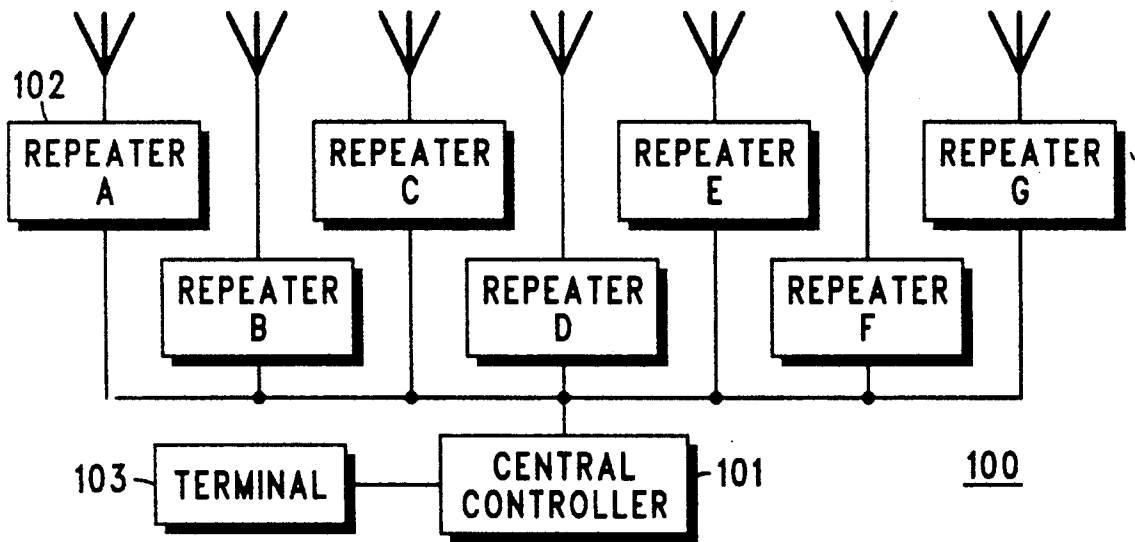 102
REPEATER
A
REPEATER
C
REPEATER
E
REPEATER
G
REPEATER
B
REPEATER
D
REPEATER
F
103
TERMINAL
CENTRAL
CONTROLLER
101
100